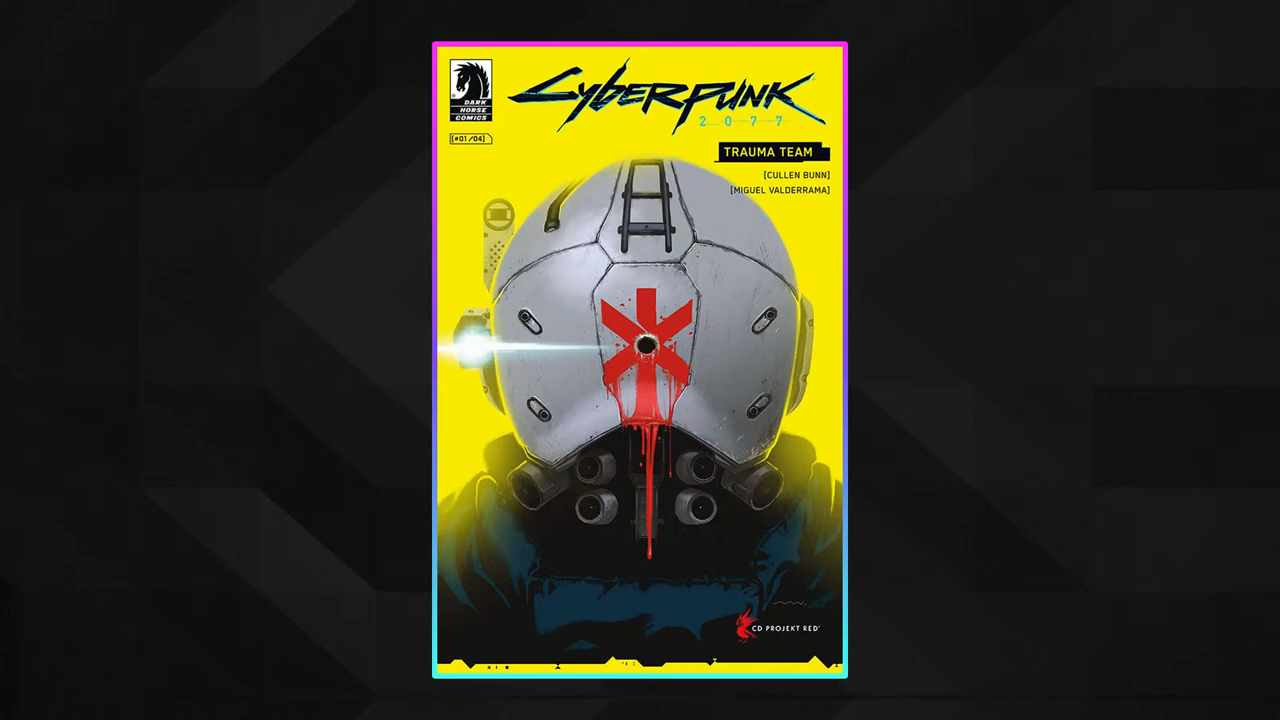 DARK
HORSE
COMICS
[#01/04]
CYBERPUNK
2077
TRAUMA TEAM
[CULLEN BUNN]
[MIGUEL VALDERRAMA]
CD PROJEKT RED